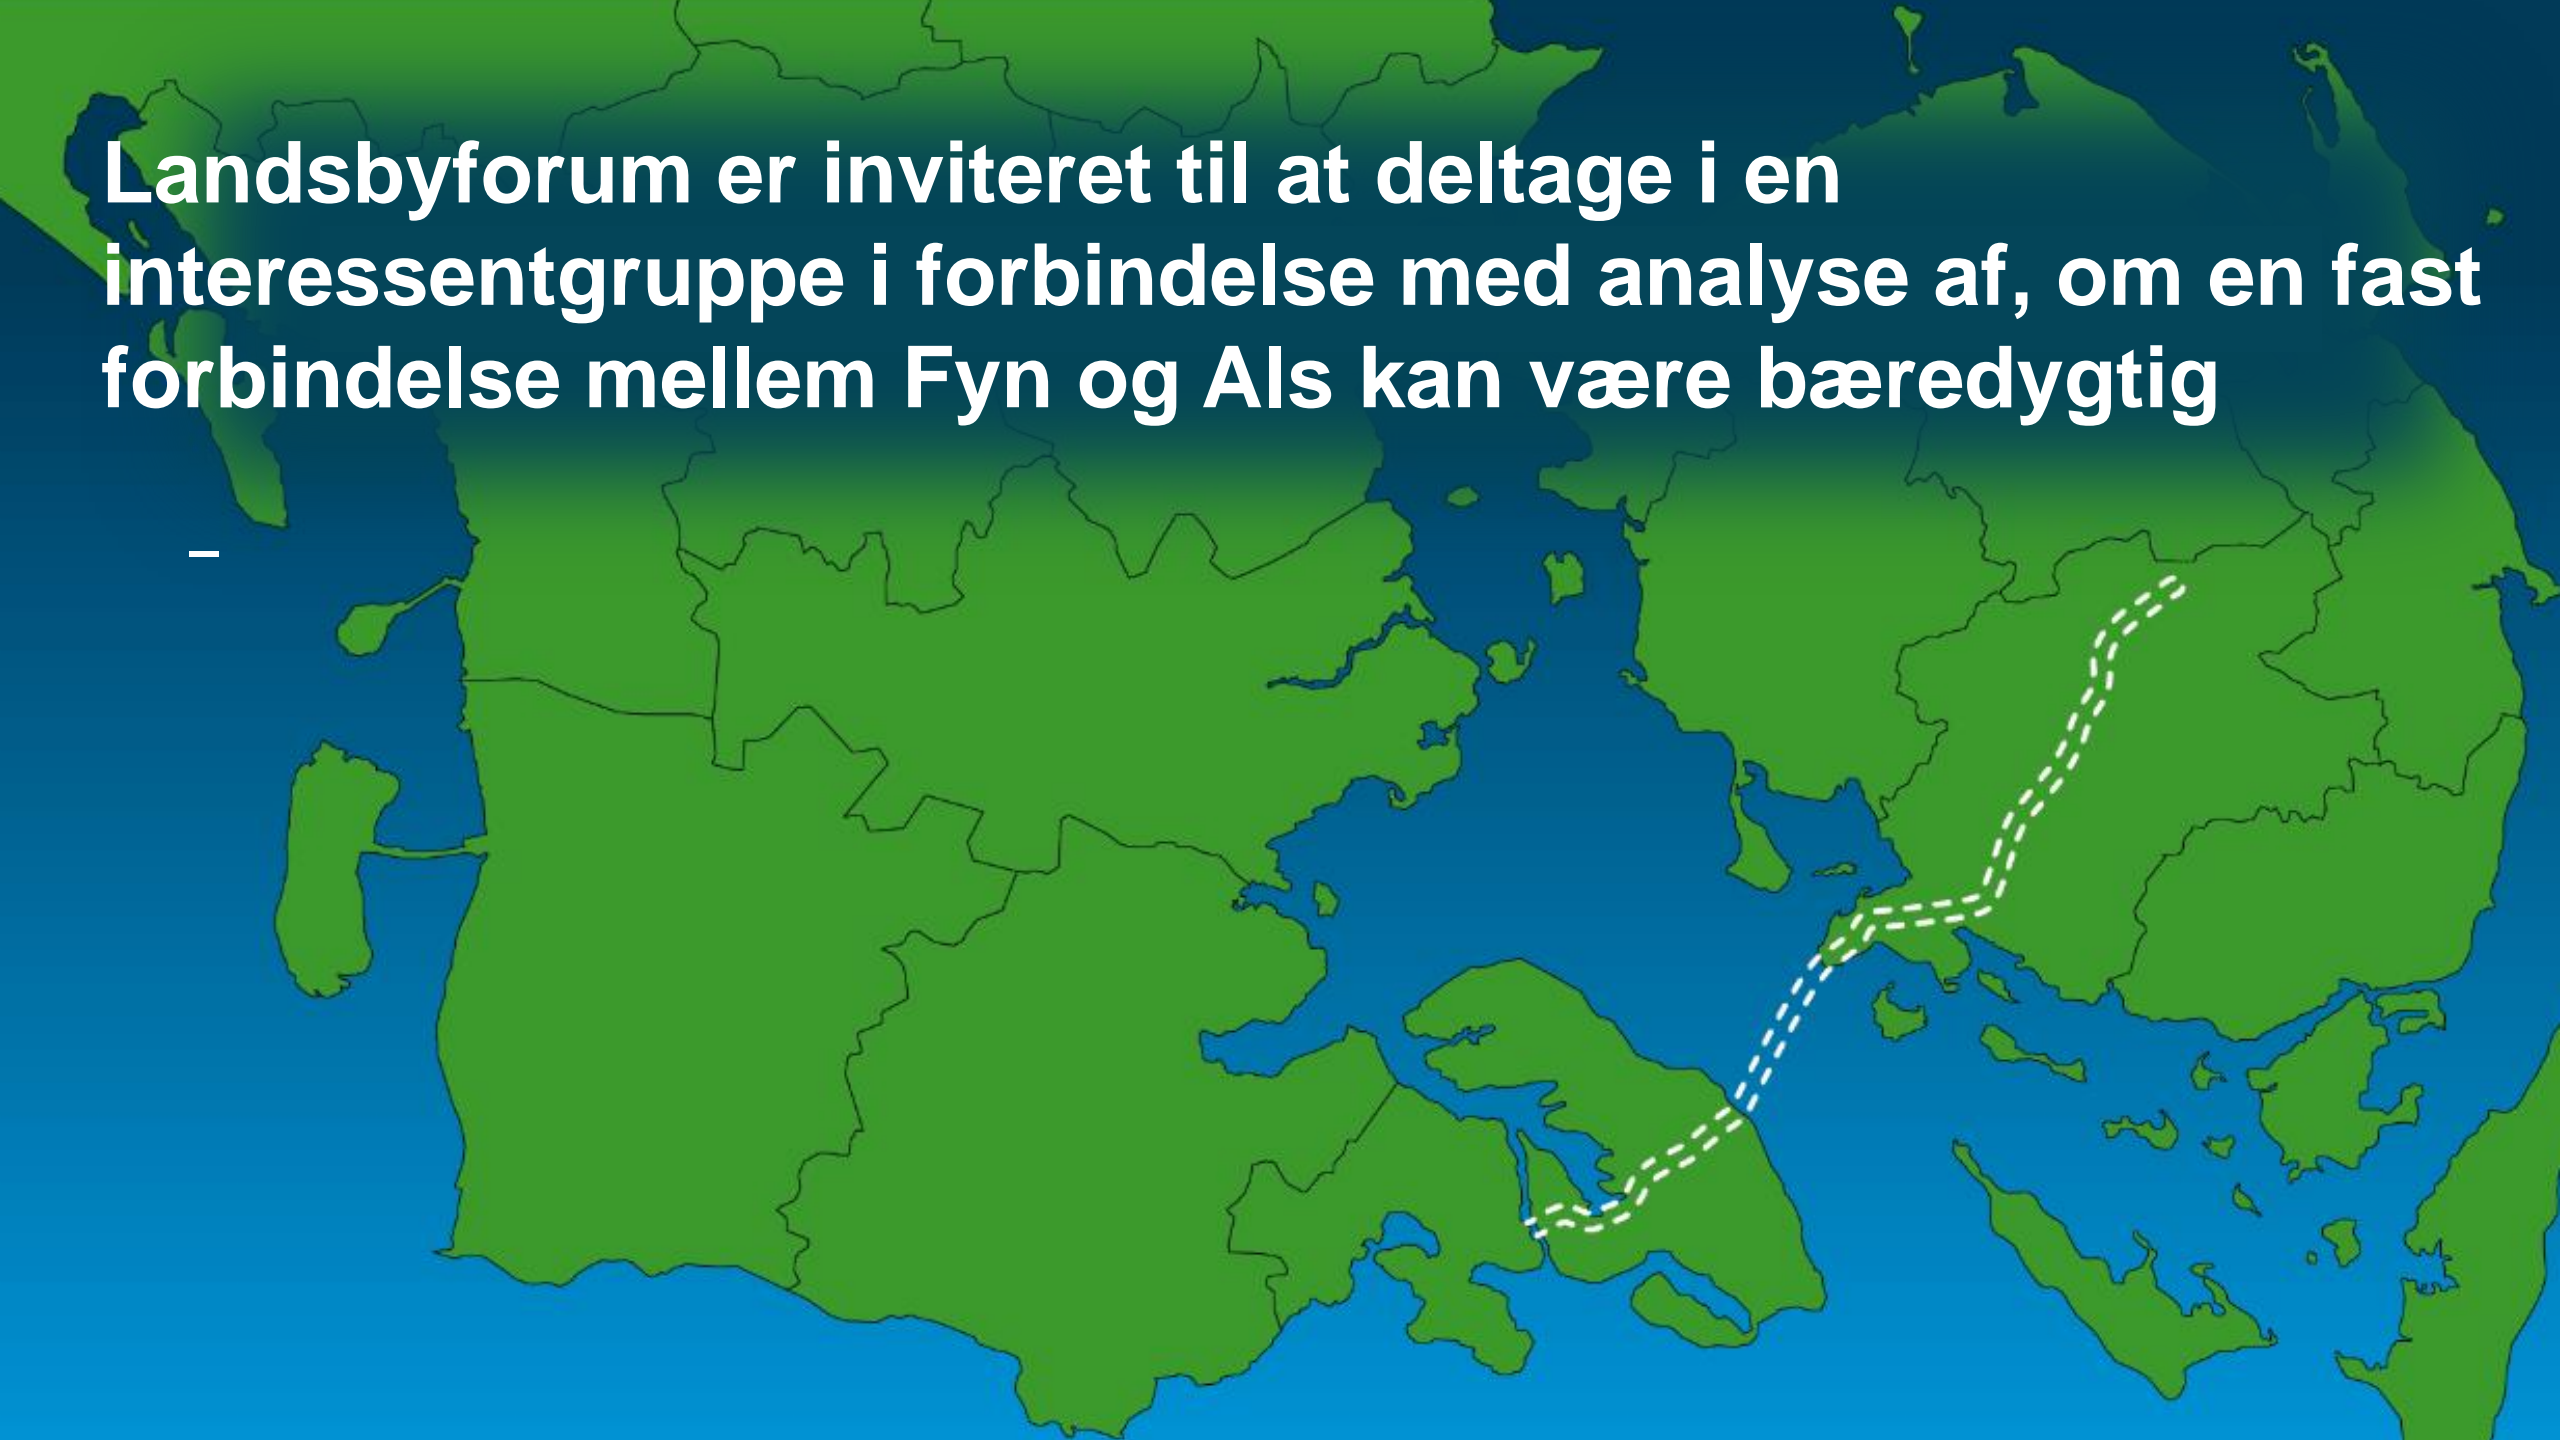 Landsbyforum er inviteret til at deltage i en
interessentgruppe i forbindelse med analyse af, om en fast
forbindelse mellem Fyn og Als kan være bæredygtig
–